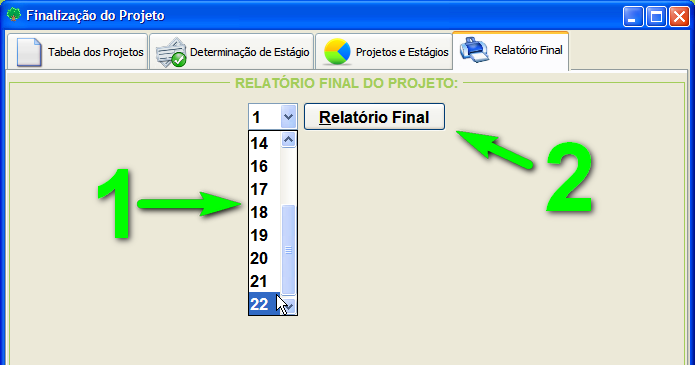 Finalização do Projeto
Tabela dos Projetos
Determinação de Estágio
Projetos e Estágios
Relatório Final
RELATÓRIO FINAL DO PROJETO:
1
Relatório Final
14
16
17
18
19
20
21
22
1
2